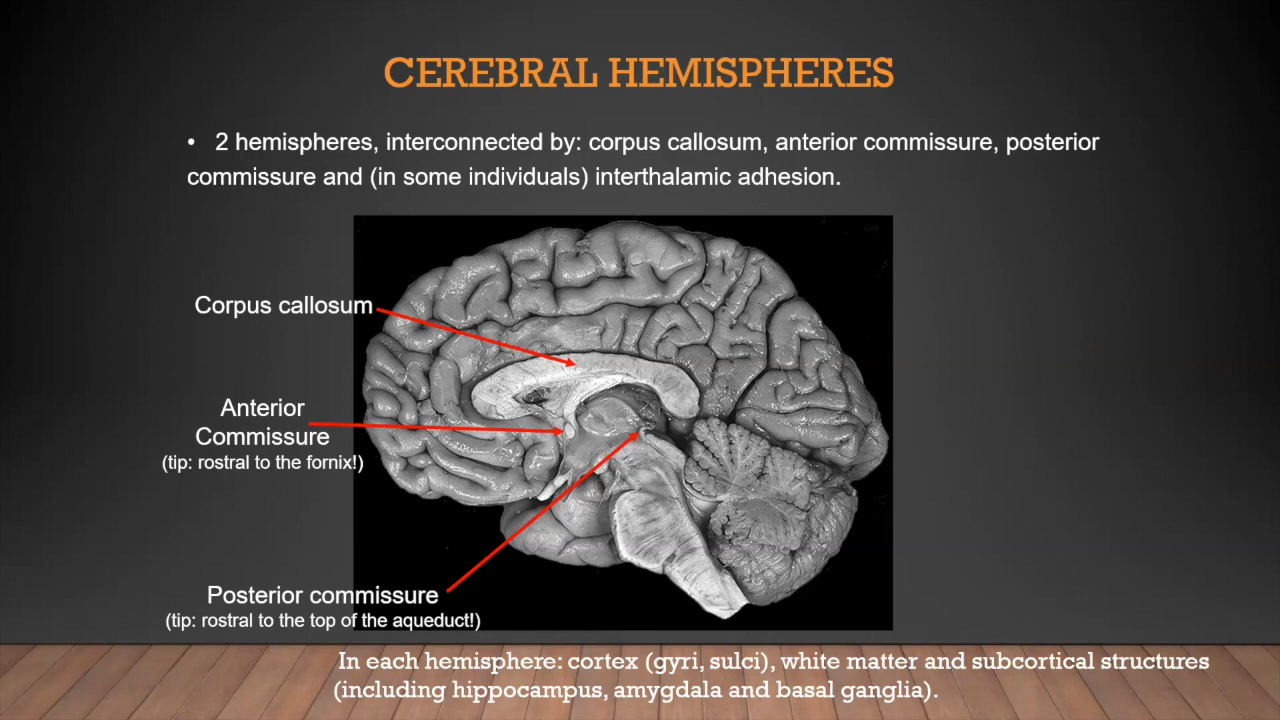 CEREBRAL HEMISPHERES
• 2 hemispheres, interconnected by: corpus callosum, anterior commissure, posterior
commissure and (in some individuals) interthalamic adhesion.
Corpus callosum
Anterior
Commissure
(tip: rostral to the fornix!)
Posterior commissure
(tip: rostral to the top of the aqueduct!)
In each hemisphere: cortex (gyri, sulci), white matter and subcortical structures
(including hippocampus, amygdala and basal ganglia).